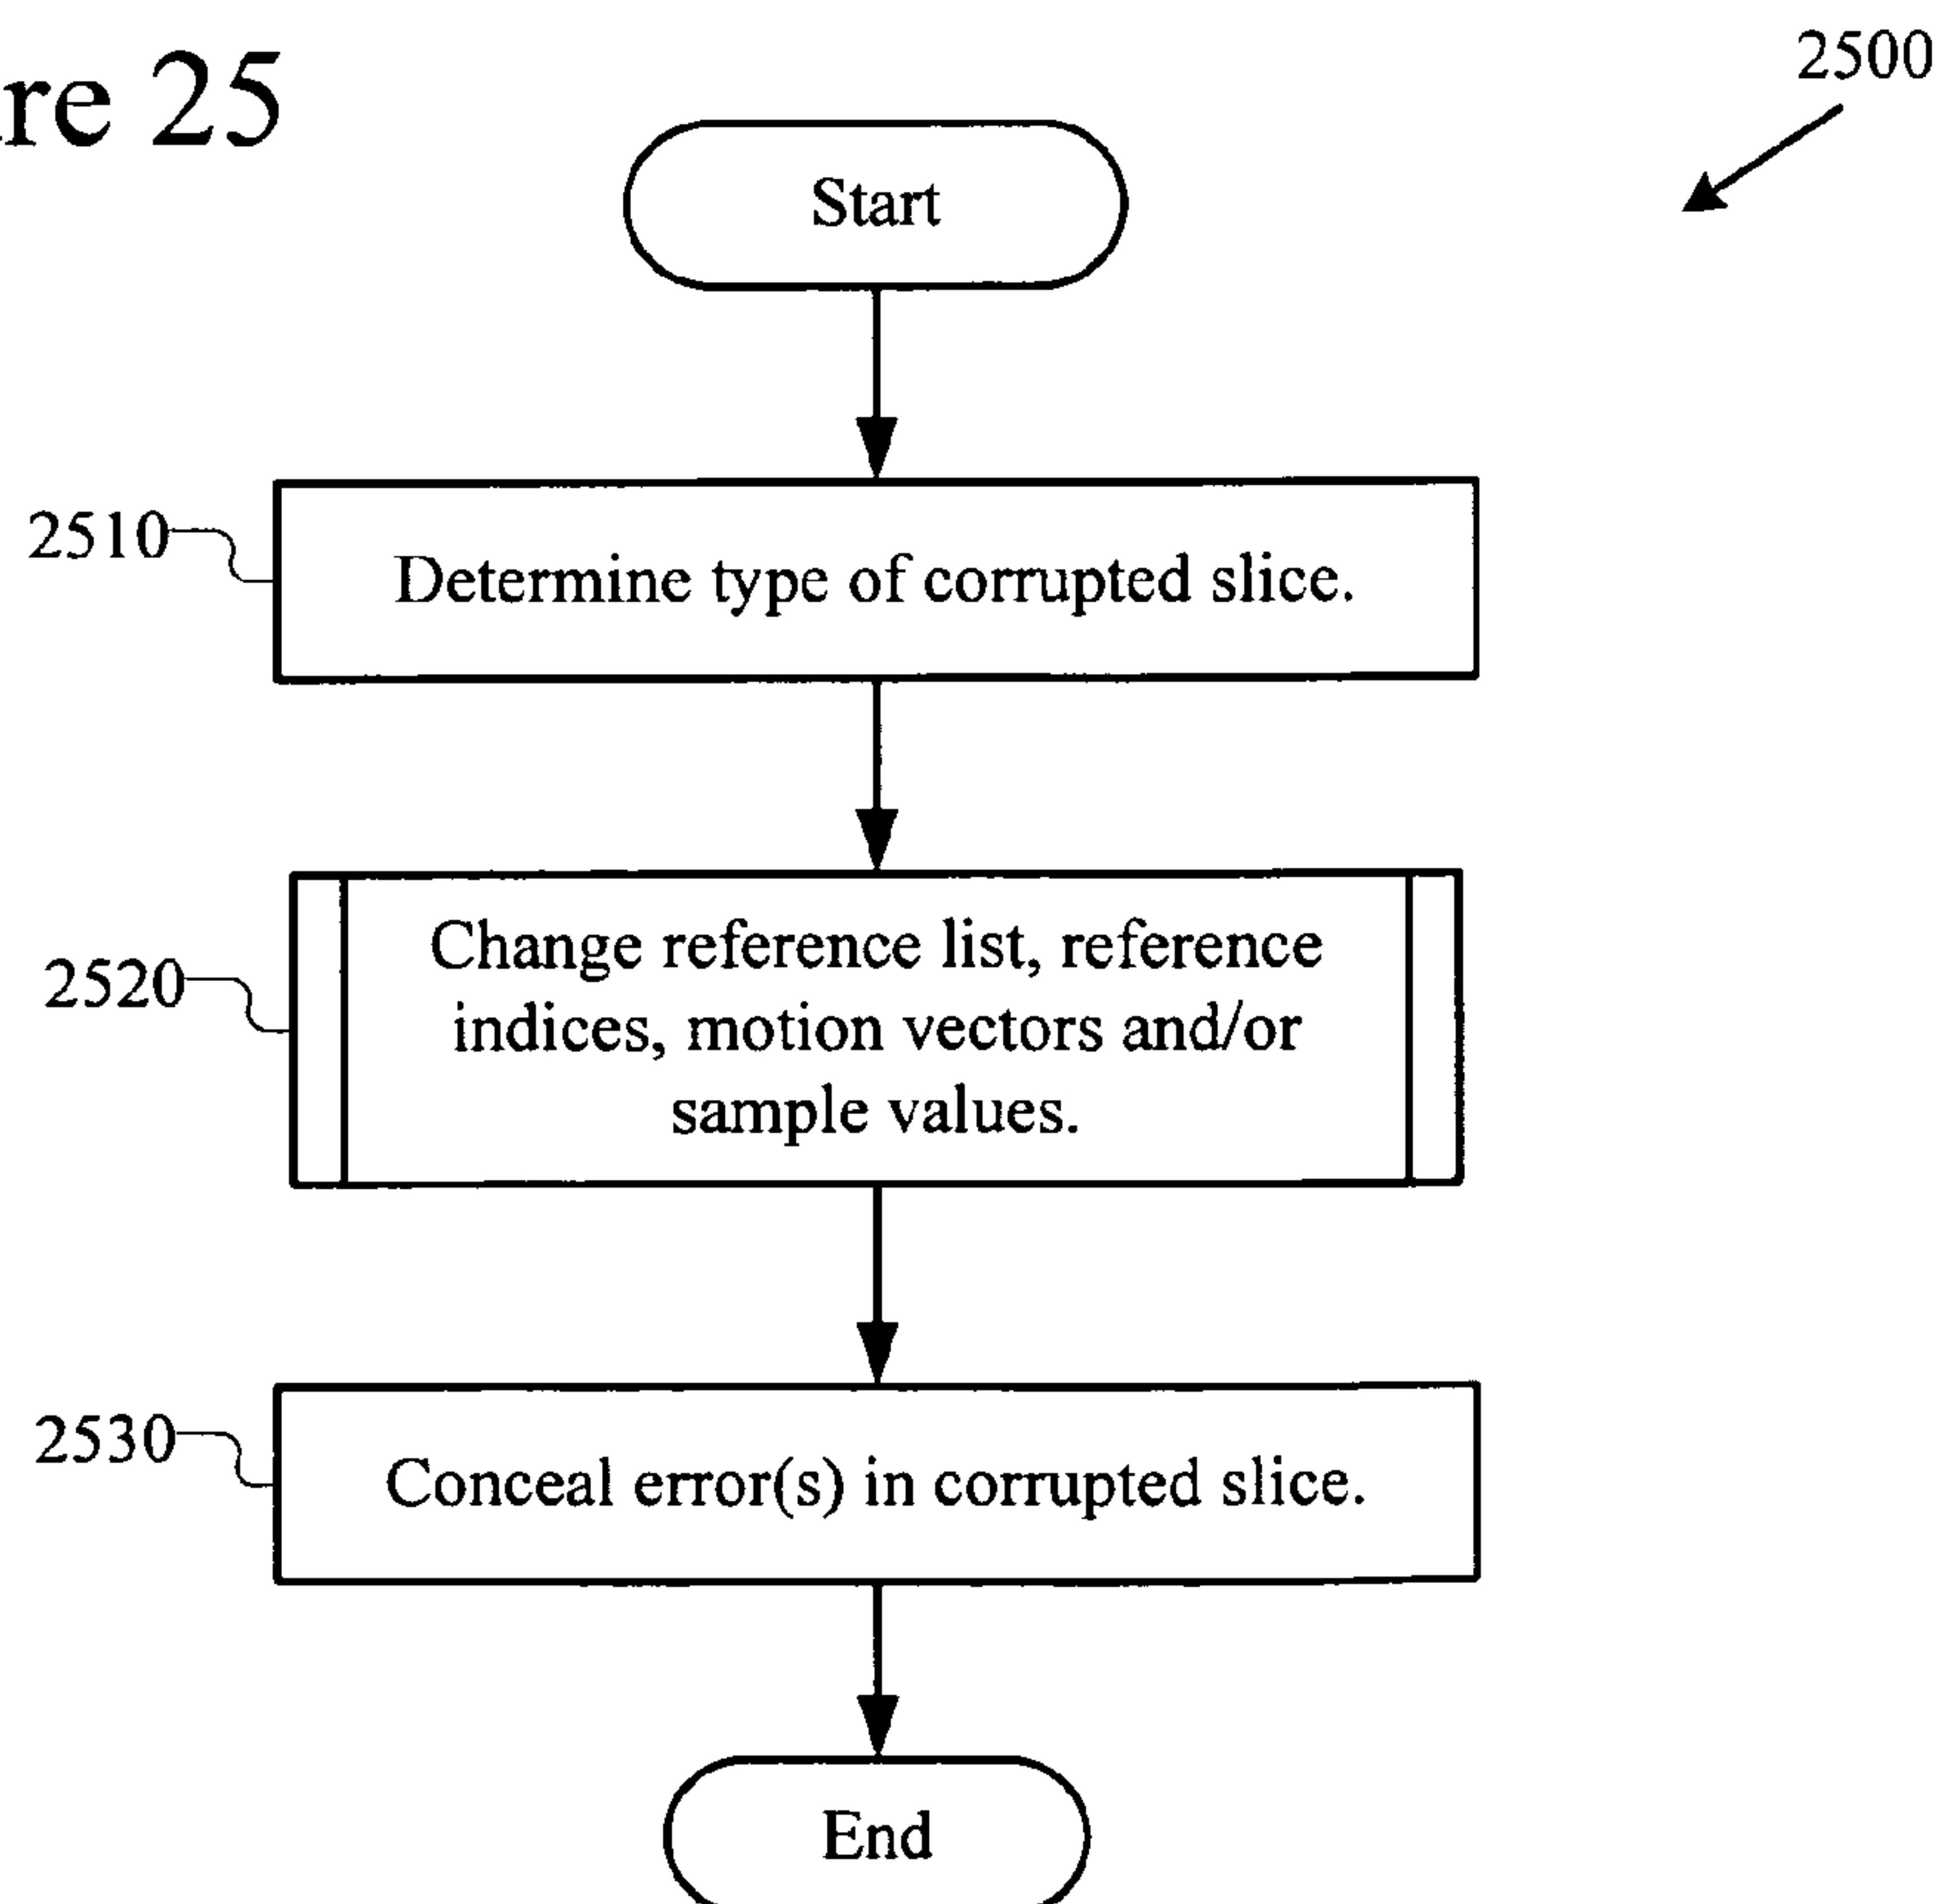 re 25
2500
Start
2510
Determine type of corrupted slice.
2520
Change reference list, reference
indices, motion vectors and/or
sample values.
2530
Conceal error(s) in corrupted slice.
End